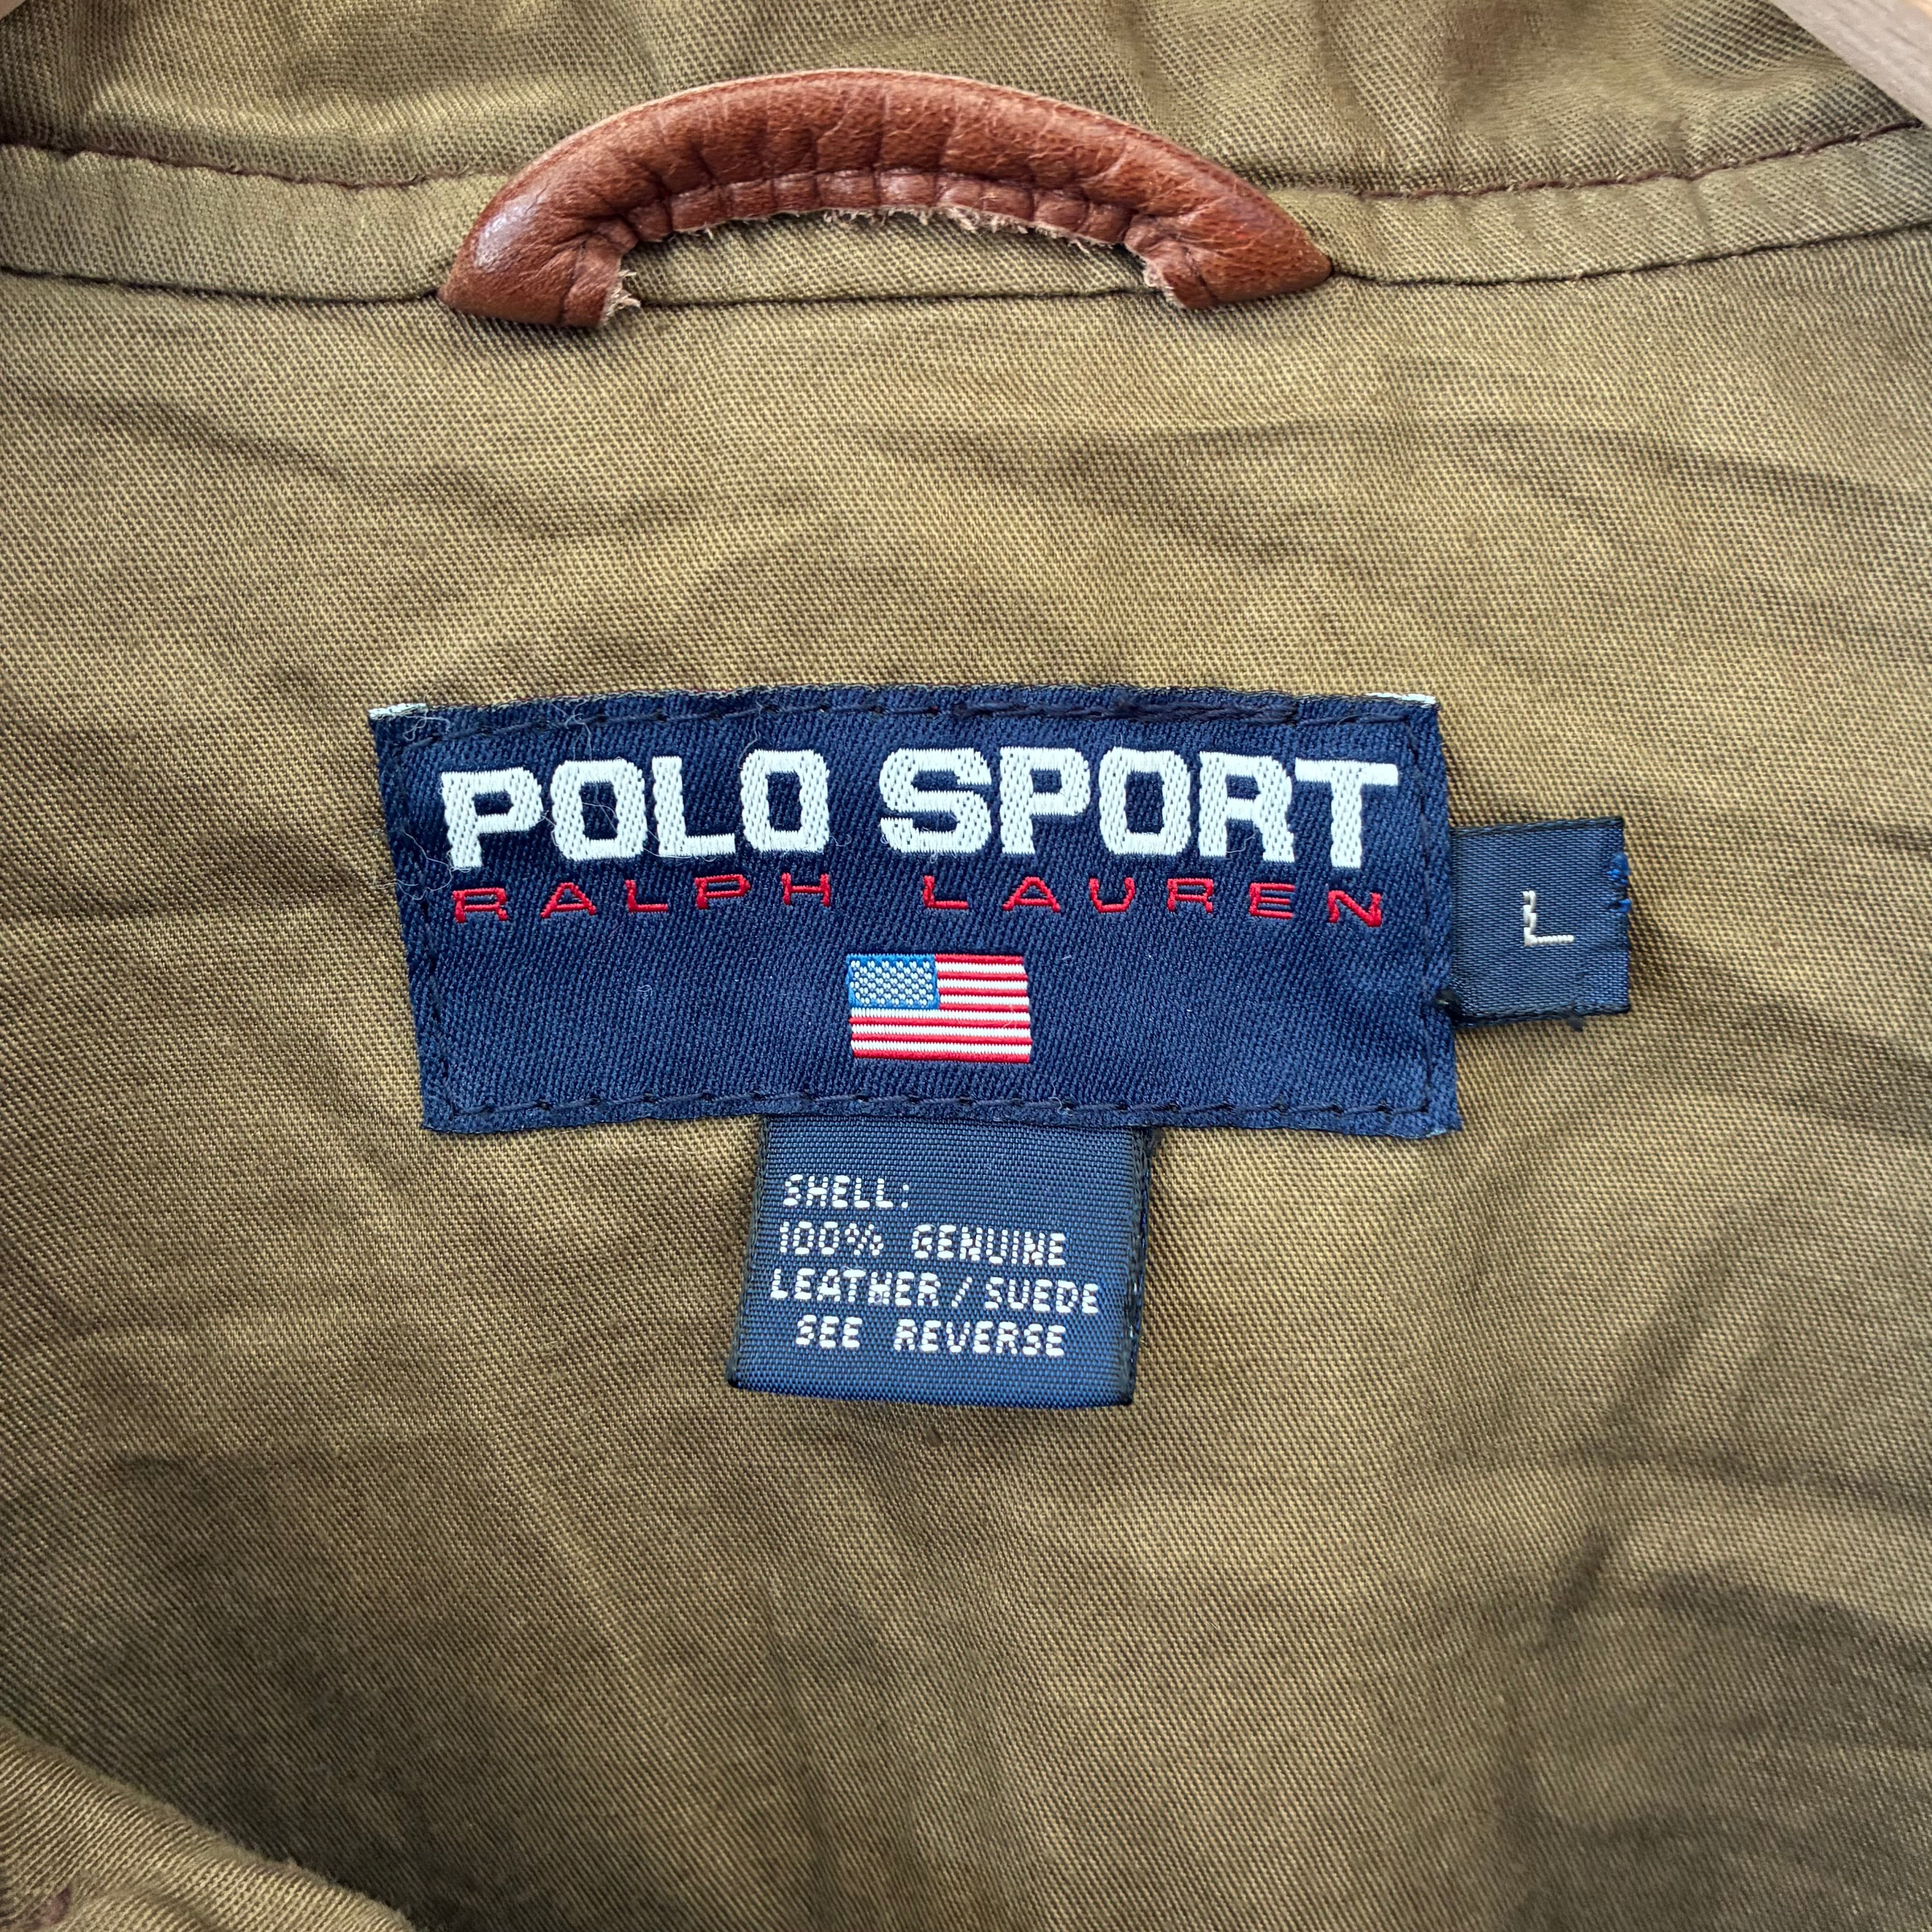 POLO SPORT
RALPH LAUREN
L
SHELL:
100% GENUINE
LEATHER/SUEDE
SEE REVERSE